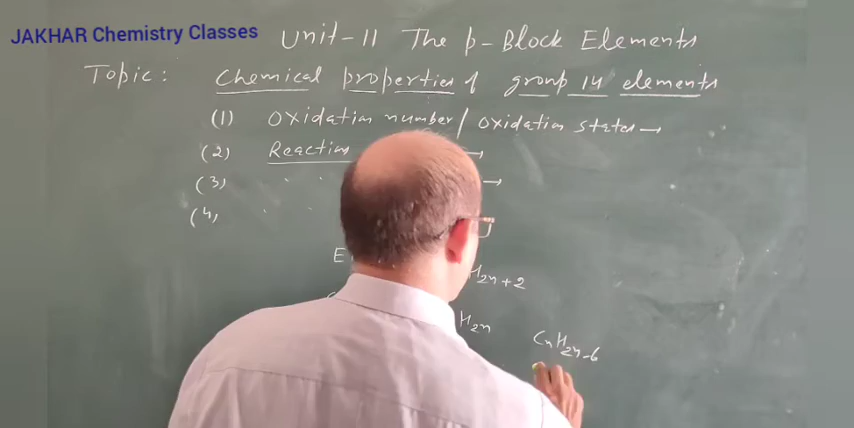 JAKHAR Chemistry Classes
Unit-11 The p-Block Elements
Topic: Chemical properties of group 14 elements
(1) Oxidation number/Oxidation states→
(2) Reaction →
(3) " " →
(4)
E
H2n+2
H2n
CnH2n-6